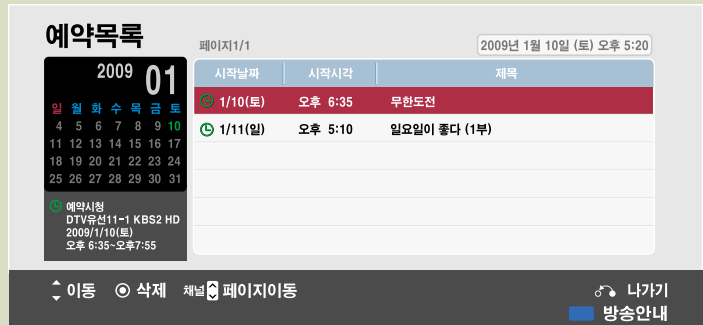 예약목록
페이지1/1
2009년 1월 10일 (토) 오후 5:20
2009 01
일 월 화 수 목 금 토
4 5 6 7 8 9 10
11 12 13 14 15 16 17
18 19 20 21 22 23 24
25 26 27 28 29 30 31
예약시청
DTV유선11-1 KBS2 HD
2009/1/10(토)
오후 6:35~오후7:55
시작날짜 시작시각 제목
1/10(토) 오후 6:35 무한도전
1/11(일) 오후 5:10 일요일이 좋다 (1부)
이동 삭제 채널 페이지이동 나가기
방송안내